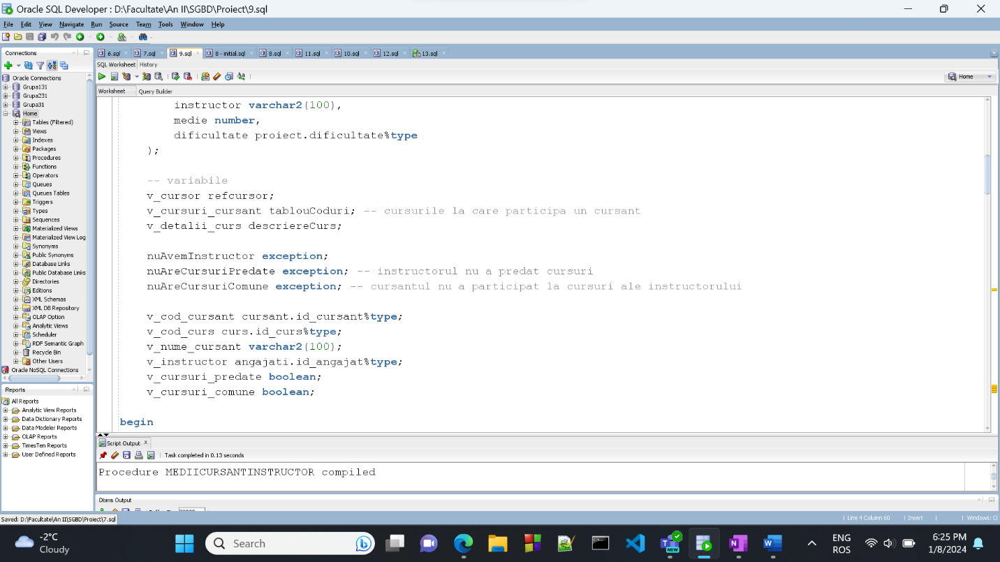 Oracle SQL Developer : D:\Facultate\An II\SGBD\Proiect\9.sql
File Edit View Navigate Run Source Team Tools Window Help
Connections
Oracle Connections
Grupa131
Grupa231
Grupa31
Home
Tables (Filtered)
Views
Indexes
Packages
Procedures
Functions
Operators
Queues
Queues Tables
Triggers
Types
Sequences
Materialized Views
Materialized View Log
Synonyms
Public Synonyms
Database Links
Public Database Links
Directories
Editions
XML Schemas
XML DB Repository
OLAP Option
Analytic Views
Scheduler
RDF Semantic Graph
Recycle Bin
Other Users
Oracle NoSQL Connections
Reports
All Reports
Analytic View Reports
Data Dictionary Reports
Data Modeler Reports
OLAP Reports
TimesTen Reports
User Defined Reports
6.sql 7.sql 9.sql 8 - initial.sql 8.sql 11.sql 10.sql 12.sql 13.sql
SQL Worksheet History
Home
Worksheet Query Builder
instructor varchar2(100),
medie number,
dificultate proiect.dificultate%type
);
-- variabile
v_cursor refcursor;
v_cursuri_cursant tablouCoduri; -- cursurile la care participa un cursant
v_detalii_curs descriereCurs;
nuAvemInstructor exception;
nuAreCursuriPredate exception; -- instructorul nu a predat cursuri
nuAreCursuriComune exception; -- cursantul nu a participat la cursuri ale instructorului
v_cod_cursant cursant.id_cursant%type;
v_cod_curs curs.id_curs%type;
v_nume_cursant varchar2(100);
v_instructor angajati.id_angajat%type;
v_cursuri_predate boolean;
v_cursuri_comune boolean;
begin
Script Output
Task completed in 0.13 seconds
Procedure MEDIICURSANTINSTRUCTOR compiled
Dbms Output
Saved: D:\Facultate\An II\SGBD\Proiect\7.sql
Line 4 Column 60 Insert Windows: C
-2°C
Cloudy
Search
NEW
ENG
ROS
6:25 PM
1/8/2024